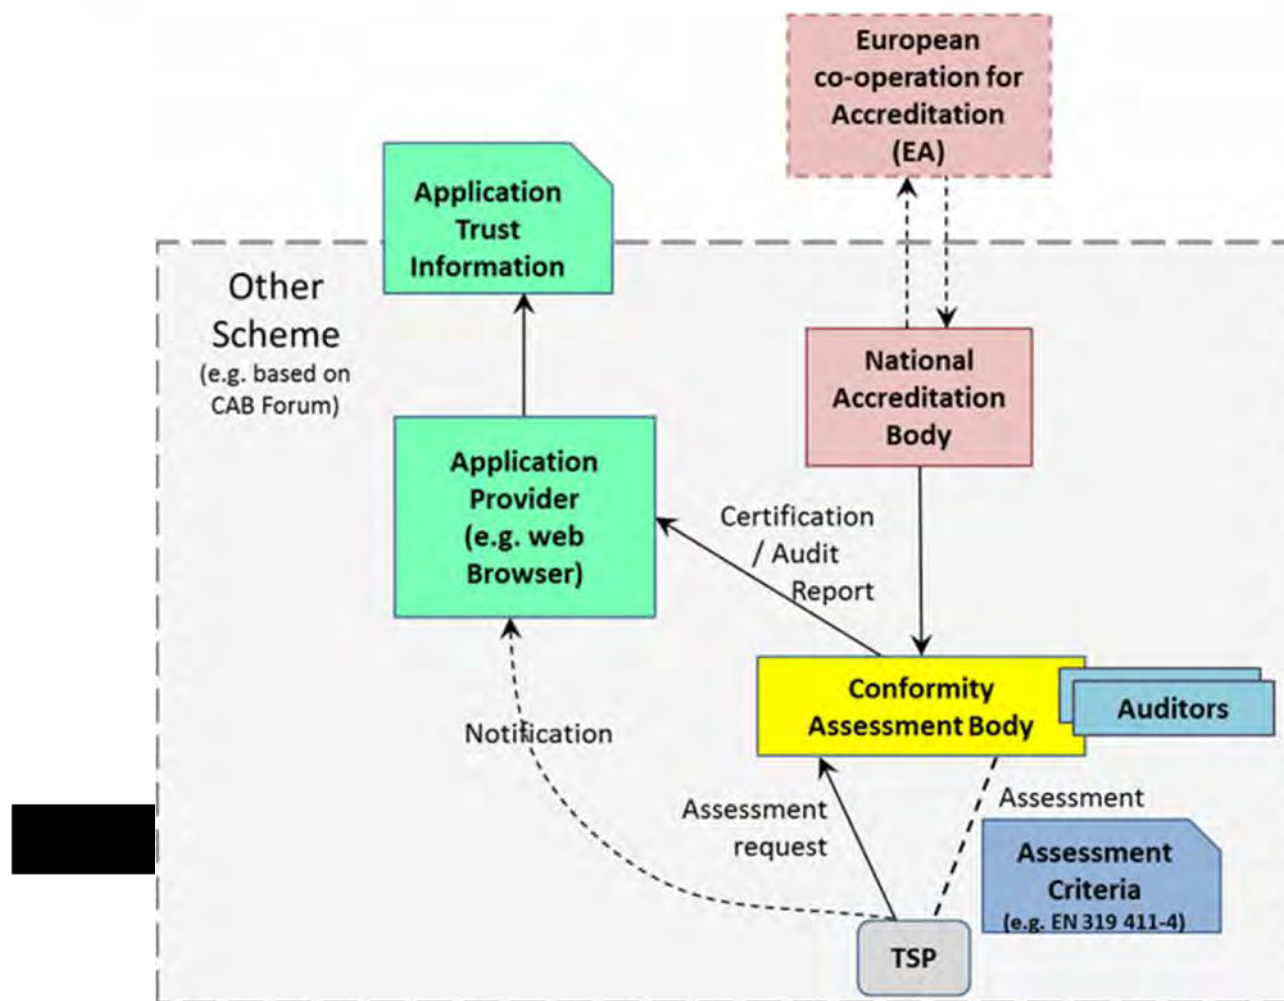 European
co-operation for
Accreditation
(EA)
Application
Trust
Information
Other
Scheme
(e.g. based on
CAB Forum)
National
Accreditation
Body
Application
Provider
(e.g. web
Browser)
Certification
/ Audit
Report
Conformity
Assessment Body
Auditors
Notification
Assessment
request
Assessment
Assessment
Criteria
(e.g. EN 319 411-4)
TSP